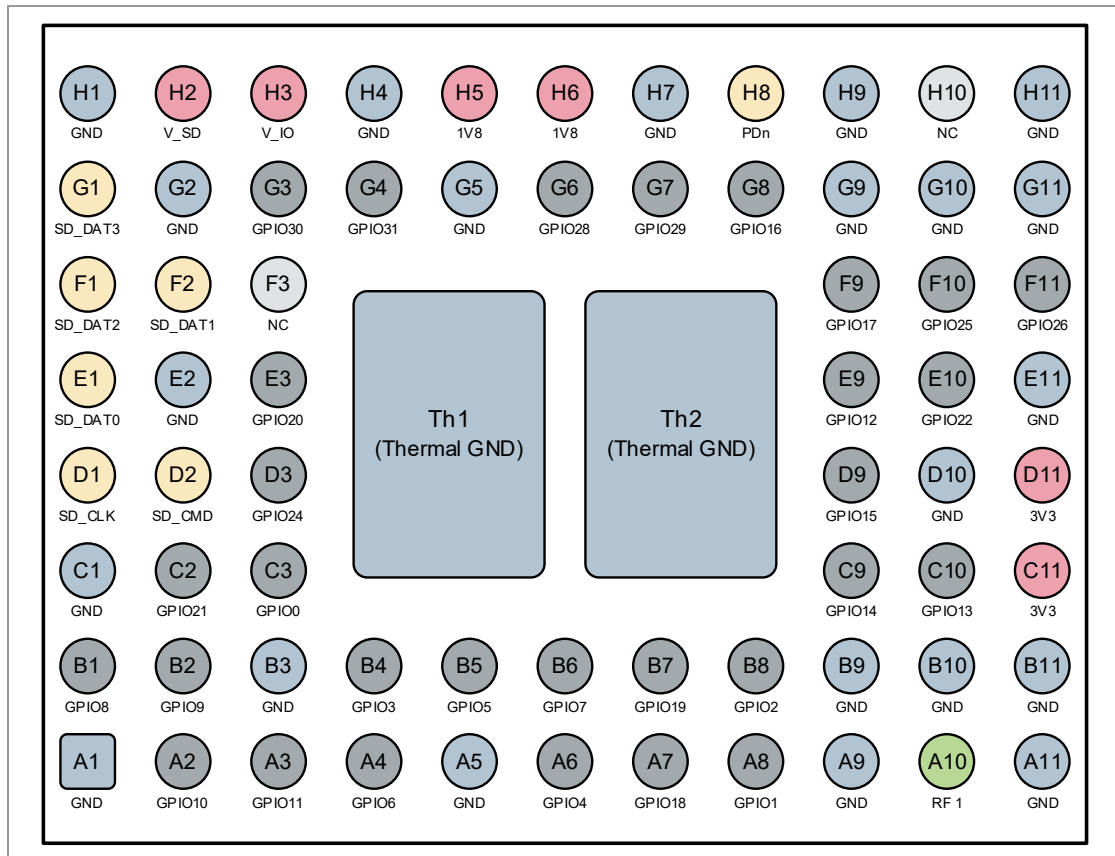 H1 H2 H3 H4 H5 H6 H7 H8 H9 H10 H11
GND V_SD V_IO GND 1V8 1V8 GND PDn GND NC GND
G1 G2 G3 G4 G5 G6 G7 G8 G9 G10 G11
SD_DAT3 GND GPIO30 GPIO31 GND GPIO28 GPIO29 GPIO16 GND GND GND
F1 F2 F3 F9 F10 F11
SD_DAT2 SD_DAT1 NC GPIO17 GPIO25 GPIO26
E1 E2 E3 E9 E10 E11
SD_DAT0 GND GPIO20 GPIO12 GPIO22 GND
Th1 Th2
(Thermal GND) (Thermal GND)
D1 D2 D3 D9 D10 D11
SD_CLK SD_CMD GPIO24 GPIO15 GND 3V3
C1 C2 C3 C9 C10 C11
GND GPIO21 GPIO0 GPIO14 GPIO13 3V3
B1 B2 B3 B4 B5 B6 B7 B8 B9 B10 B11
GPIO8 GPIO9 GND GPIO3 GPIO5 GPIO7 GPIO19 GPIO2 GND GND GND
A1 A2 A3 A4 A5 A6 A7 A8 A9 A10 A11
GND GPIO10 GPIO11 GPIO6 GND GPIO4 GPIO18 GPIO1 GND RF 1 GND